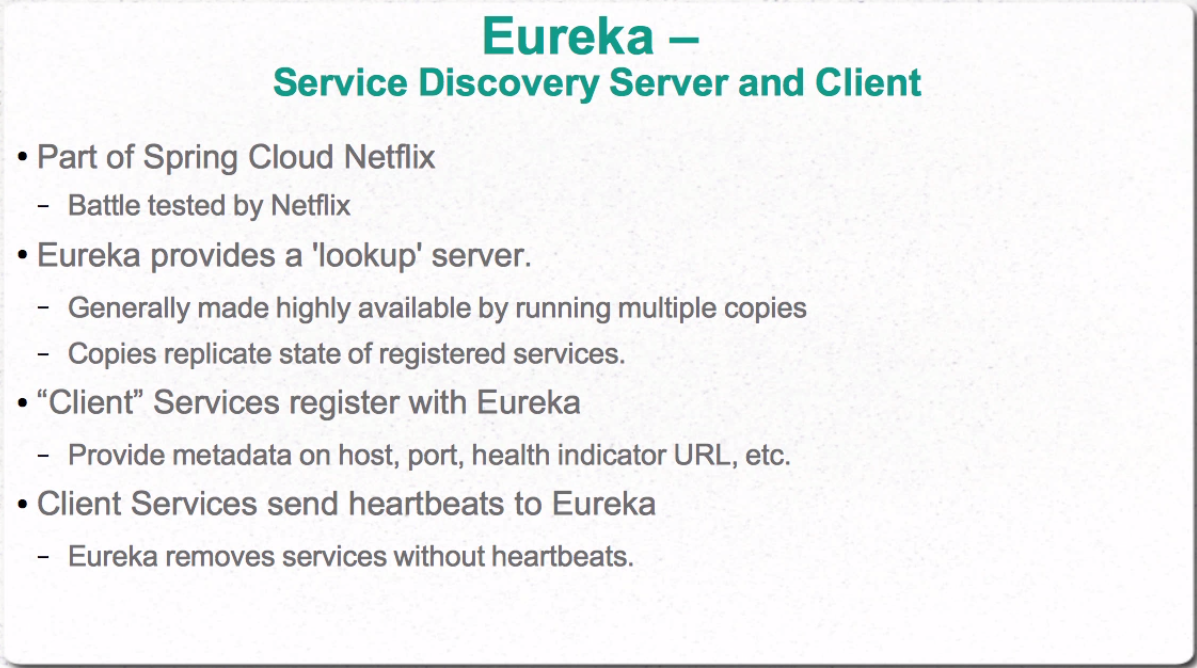 Eureka –
Service Discovery Server and Client
• Part of Spring Cloud Netflix
– Battle tested by Netflix
• Eureka provides a 'lookup' server.
– Generally made highly available by running multiple copies
– Copies replicate state of registered services.
• “Client” Services register with Eureka
– Provide metadata on host, port, health indicator URL, etc.
• Client Services send heartbeats to Eureka
– Eureka removes services without heartbeats.